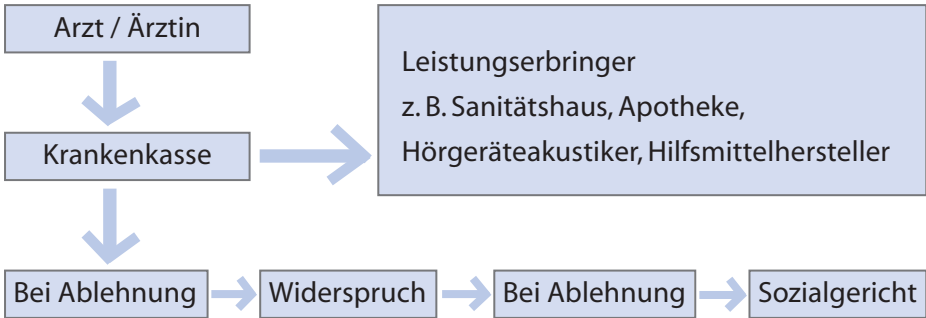 Arzt / Ärztin
Leistungserbringer
z. B. Sanitätshaus, Apotheke,
Hörgeräteakustiker, Hilfsmittelhersteller
Krankenkasse
Bei Ablehnung
Widerspruch
Bei Ablehnung
Sozialgericht